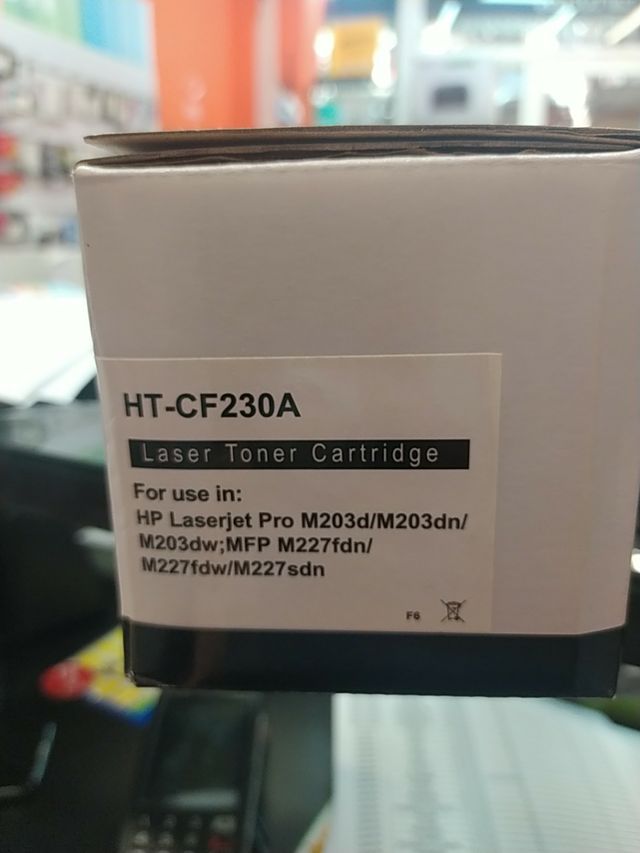 HT-CF230A
Laser Toner Cartridge
For use in:
HP Laserjet Pro M203d/M203dn/
M203dw;MFP M227fdn/
M227fdw/M227sdn
F6